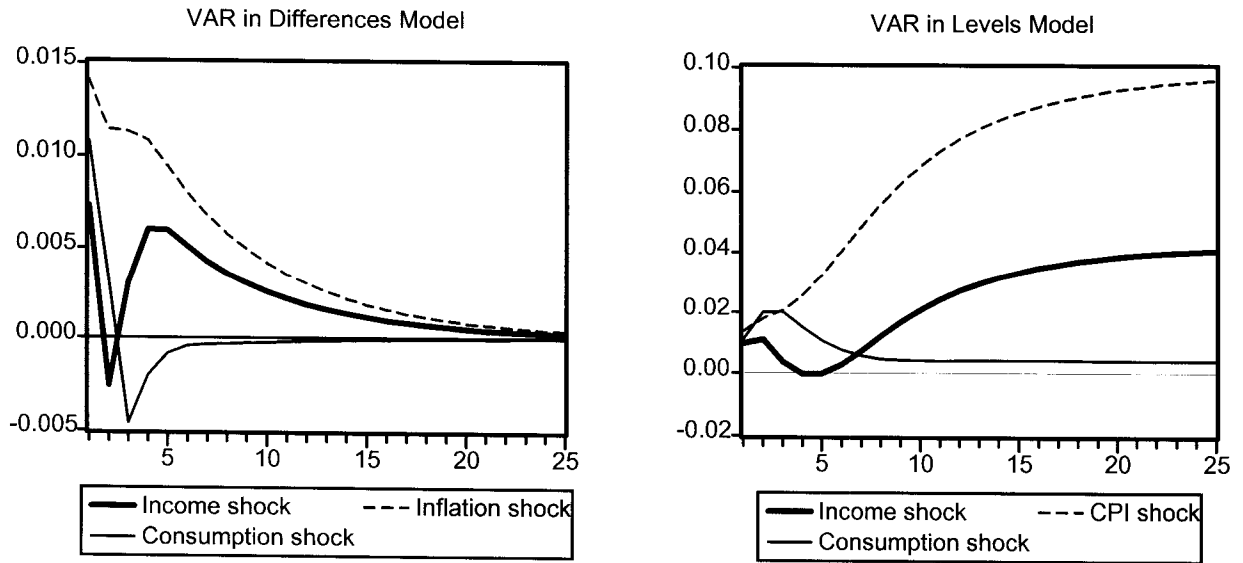 VAR in Differences Model
0.015
0.010
0.005
0.000
-0.005
5 10 15 20 25
Income shock Inflation shock
Consumption shock
VAR in Levels Model
0.10
0.08
0.06
0.04
0.02
0.00
-0.02
5 10 15 20 25
Income shock CPI shock
Consumption shock